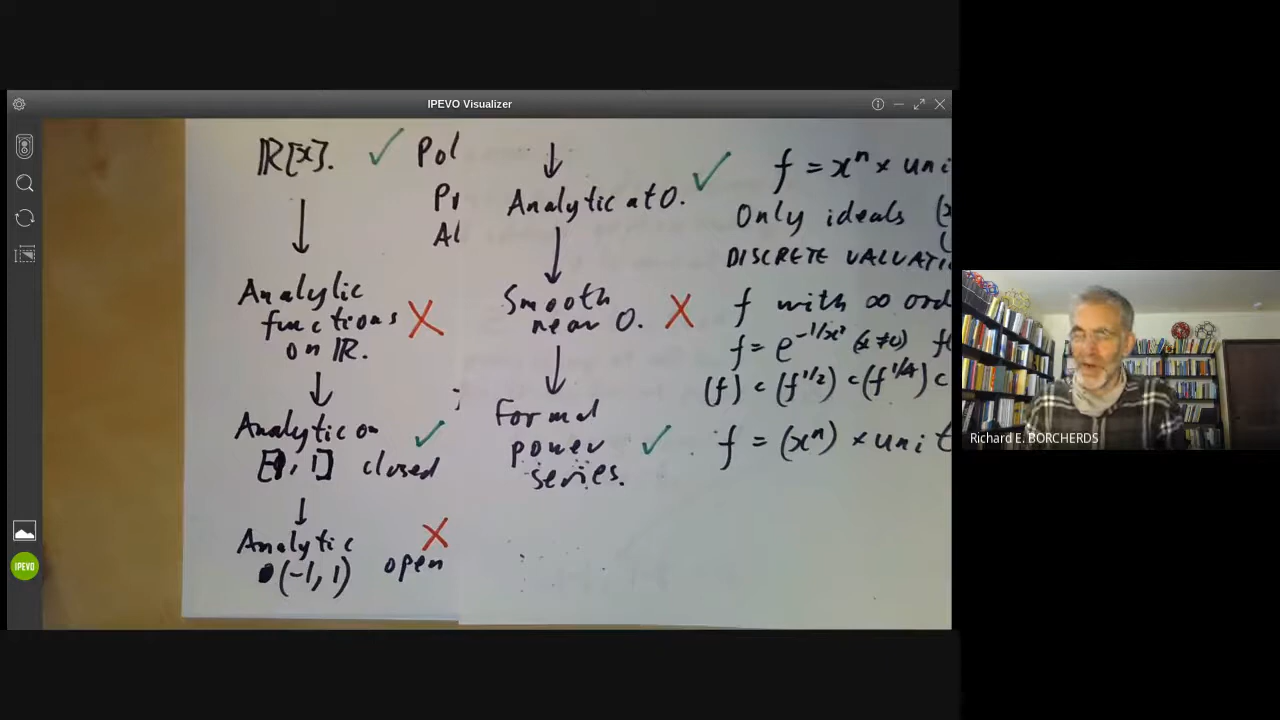 IPEVO Visualizer
ℝ[x]. ✓
Pol
Pr
Al
↓
Analytic
functions
on ℝ. ✗
↓
Analytic on
[, 1] closed ✓
↓
Analytic
(-1, 1) open ✗
↓
Analytic at 0. ✓
↓
Smooth
near 0. ✗
↓
Formal
power
series. ✓
f = xⁿ × uni
Only ideals (x
(
DISCRETE VALUATI
f with ∞ ord
f = e^{-1/x²} (x ≠ 0) f(
(f) ⊂ (f^{1/2}) ⊂ (f^{1/4}) ⊂
f = (xⁿ) × unit
Richard E. BORCHERDS
IPEVO